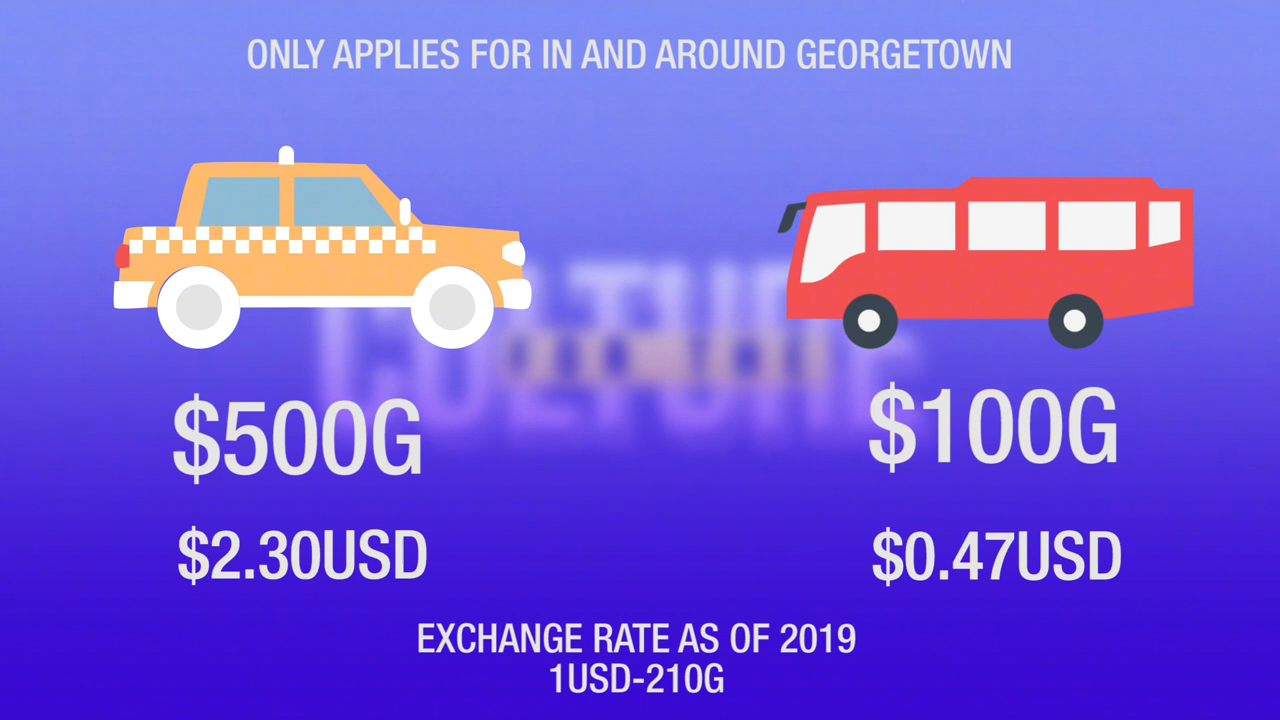 ONLY APPLIES FOR IN AND AROUND GEORGETOWN
CULTURE
$500G
$100G
$2.30USD
$0.47USD
EXCHANGE RATE AS OF 2019
1USD-210G